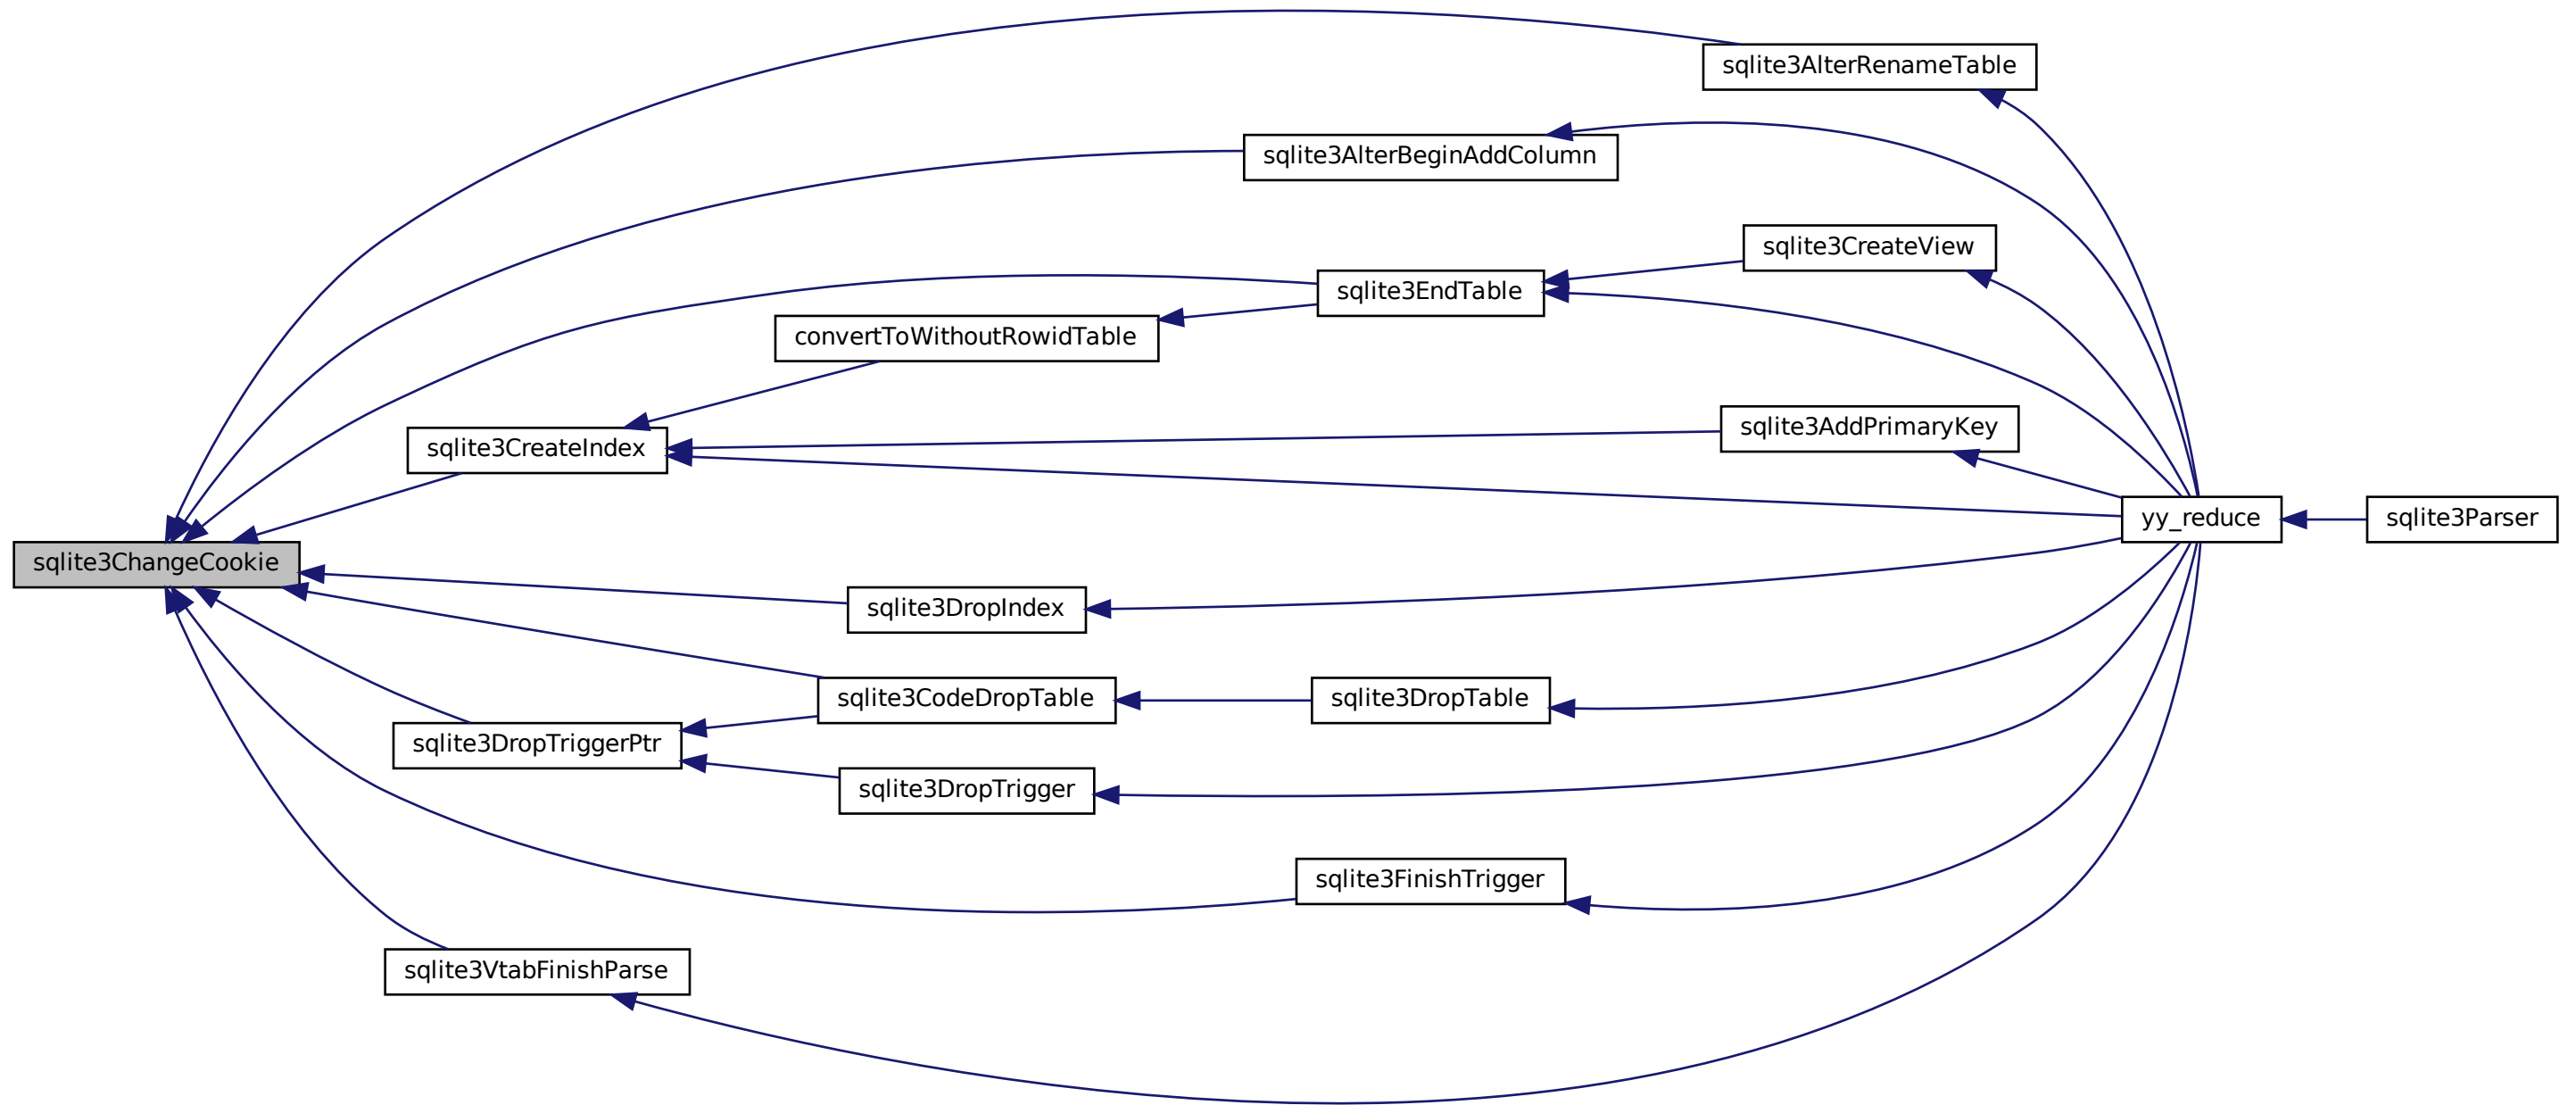 sqlite3AlterRenameTable
sqlite3AlterBeginAddColumn
sqlite3CreateView
sqlite3EndTable
convertToWithoutRowidTable
sqlite3AddPrimaryKey
sqlite3CreateIndex
yy_reduce
sqlite3Parser
sqlite3ChangeCookie
sqlite3DropIndex
sqlite3CodeDropTable
sqlite3DropTable
sqlite3DropTriggerPtr
sqlite3DropTrigger
sqlite3FinishTrigger
sqlite3VtabFinishParse